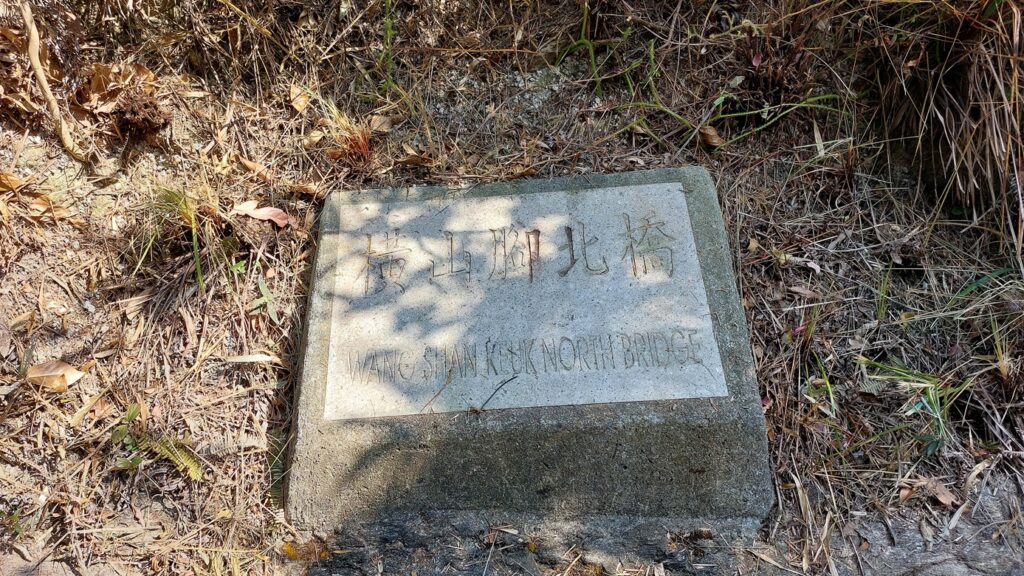 橫山腳北橋
WANG SHAN KEUK NORTH BRIDGE